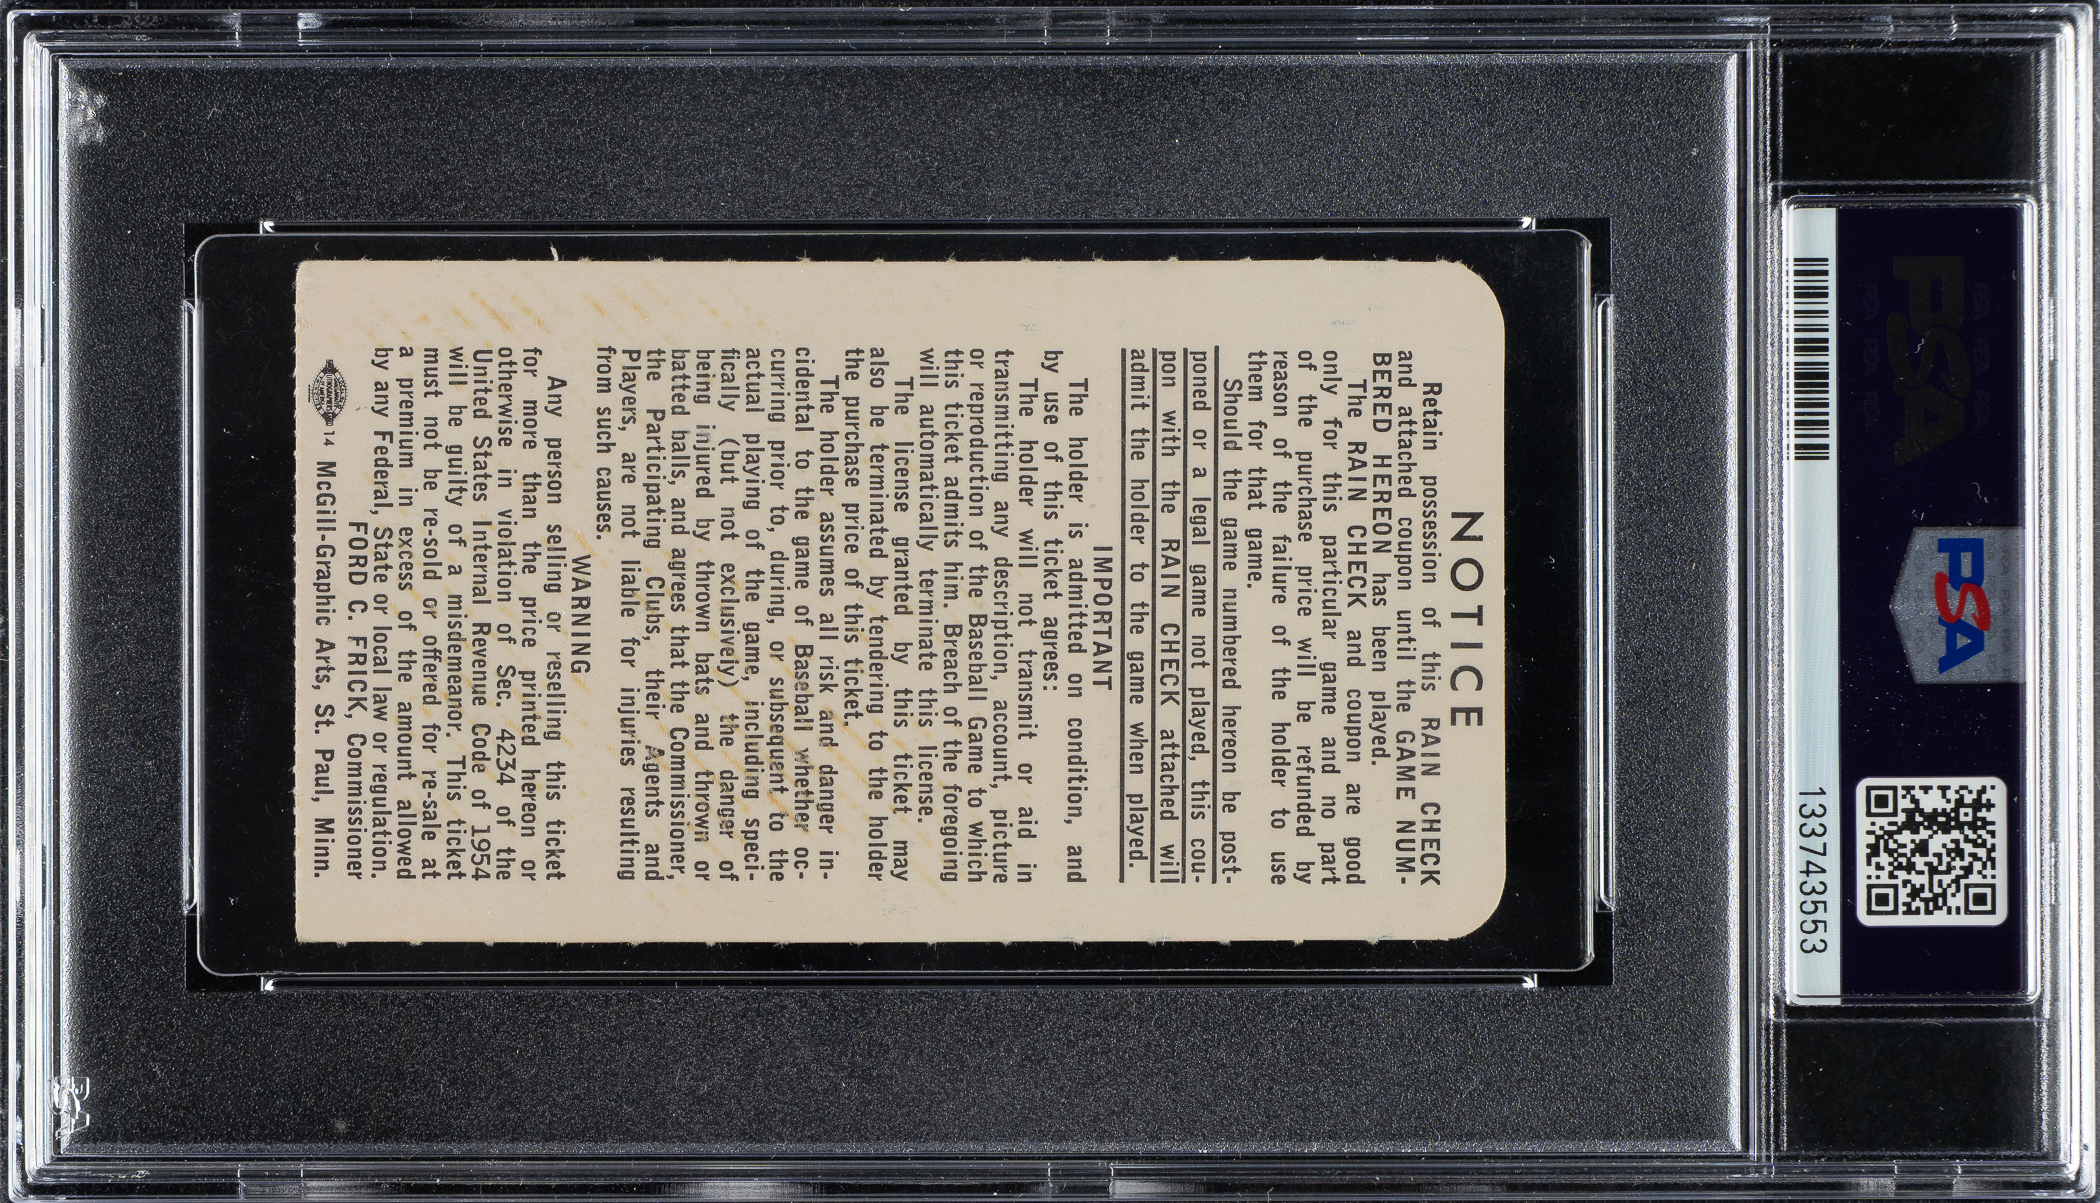 NOTICE
Retain possession of this RAIN CHECK
and attached coupon until the GAME NUM-
BERED HEREON has been played.
The RAIN CHECK and coupon are good
only for this particular game and no part
of the purchase price will be refunded by
reason of the failure of the holder to use
them for that game.
Should the game numbered hereon be post-
poned or a legal game not played, this cou-
pon with the RAIN CHECK attached will
admit the holder to the game when played.
IMPORTANT
The holder is admitted on condition, and
by use of this ticket agrees:
The holder will not transmit or aid in
transmitting any description, account, picture
or reproduction of the Baseball Game to which
this ticket admits him. Breach of the foregoing
will automatically terminate this license.
The license granted by this ticket may
also be terminated by tendering to the holder
the purchase price of this ticket.
The holder assumes all risk and danger in-
cidental to the game of Baseball whether oc-
curring prior to, during, or subsequent to the
actual playing of the game, including speci-
fically (but not exclusively) the danger of
being injured by thrown bats and thrown or
batted balls, and agrees that the Commissioner,
the Participating Clubs, their Agents and
Players, are not liable for injuries resulting
from such causes.
WARNING
Any person selling or reselling this ticket
for more than the price printed hereon or
otherwise in violation of Sec. 4234 of the
United States Internal Revenue Code of 1954
will be guilty of a misdemeanor. This ticket
must not be re-sold or offered for re-sale at
a premium in excess of the amount allowed
by any Federal, State or local law or regulation.
FORD C. FRICK, Commissioner
14 McGill-Graphic Arts, St. Paul, Minn.
PSA
PSA
133743553
PSA